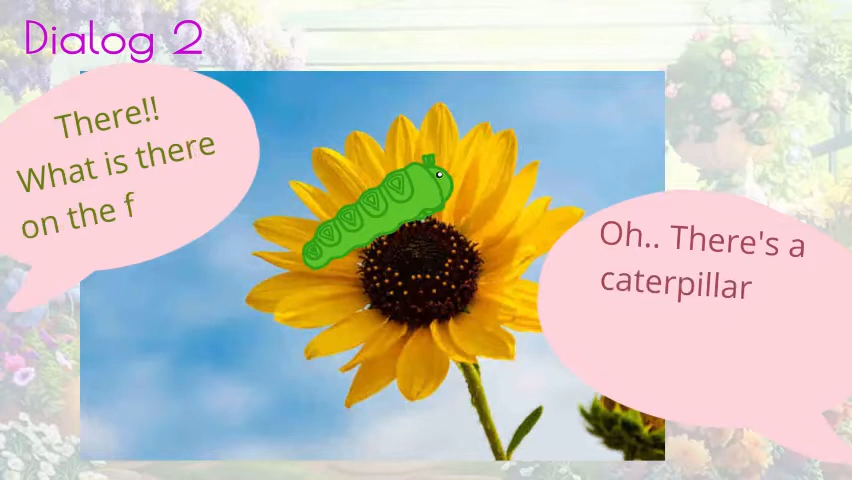 Dialog 2
There!!
What is there
on the f
Oh.. There's a
caterpillar